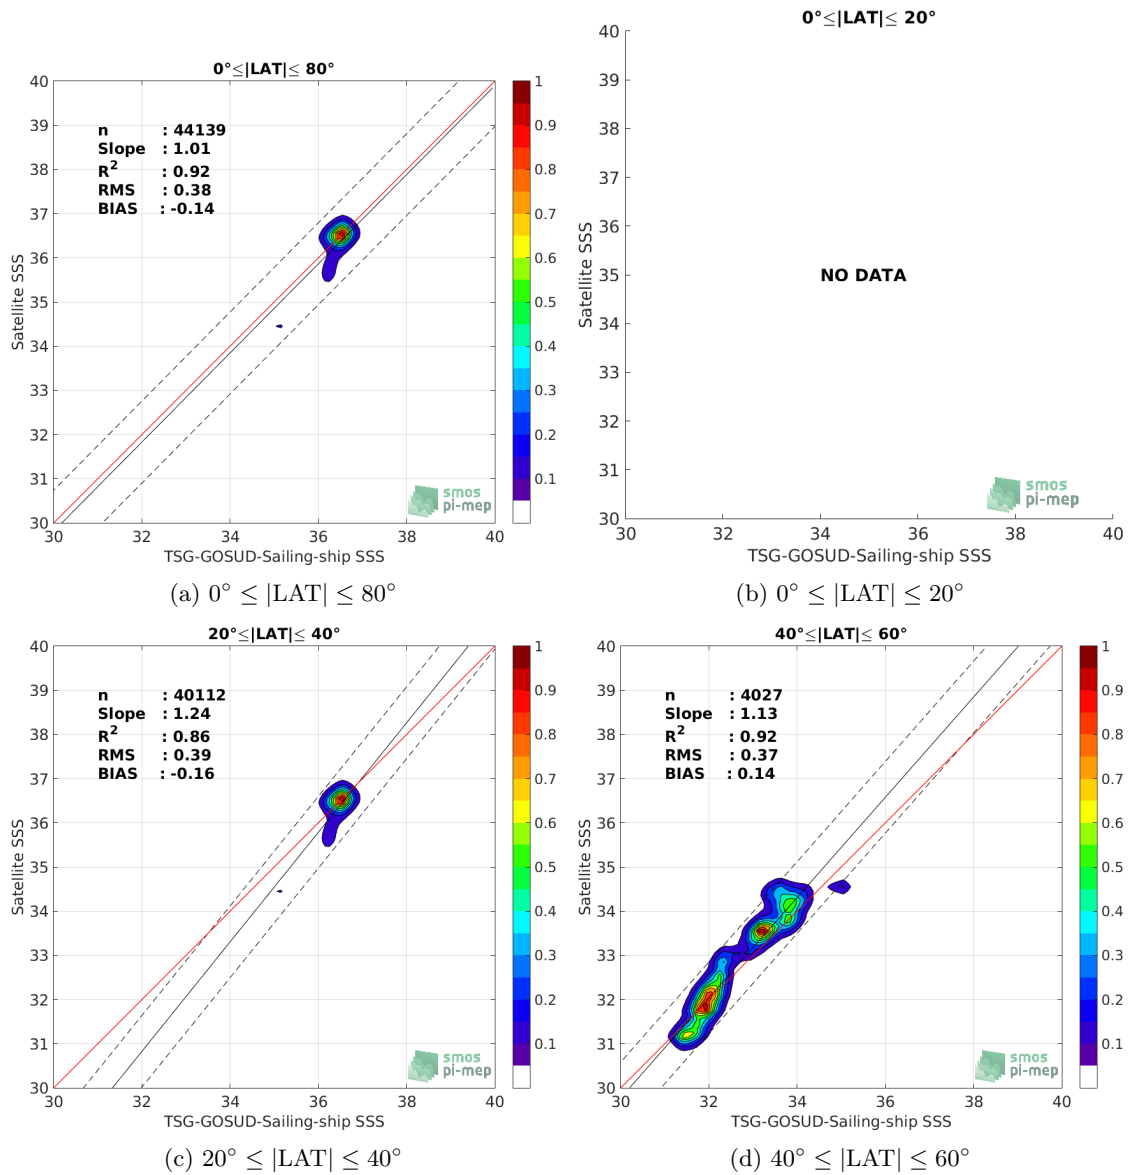 0°≤|LAT|≤ 80°
n : 44139
Slope : 1.01
R² : 0.92
RMS : 0.38
BIAS : -0.14
Satellite SSS
40
39
38
37
36
35
34
33
32
31
30
30 32 34 36 38 40
TSG-GOSUD-Sailing-ship SSS
1
0.9
0.8
0.7
0.6
0.5
0.4
0.3
0.2
0.1
smos
pi-mep
(a) 0° ≤ |LAT| ≤ 80°
0°≤|LAT|≤ 20°
NO DATA
Satellite SSS
40
39
38
37
36
35
34
33
32
31
30
30 32 34 36 38 40
TSG-GOSUD-Sailing-ship SSS
smos
pi-mep
(b) 0° ≤ |LAT| ≤ 20°
20°≤|LAT|≤ 40°
n : 40112
Slope : 1.24
R² : 0.86
RMS : 0.39
BIAS : -0.16
Satellite SSS
40
39
38
37
36
35
34
33
32
31
30
30 32 34 36 38 40
TSG-GOSUD-Sailing-ship SSS
1
0.9
0.8
0.7
0.6
0.5
0.4
0.3
0.2
0.1
smos
pi-mep
(c) 20° ≤ |LAT| ≤ 40°
40°≤|LAT|≤ 60°
n : 4027
Slope : 1.13
R² : 0.92
RMS : 0.37
BIAS : 0.14
Satellite SSS
40
39
38
37
36
35
34
33
32
31
30
30 32 34 36 38 40
TSG-GOSUD-Sailing-ship SSS
1
0.9
0.8
0.7
0.6
0.5
0.4
0.3
0.2
0.1
smos
pi-mep
(d) 40° ≤ |LAT| ≤ 60°